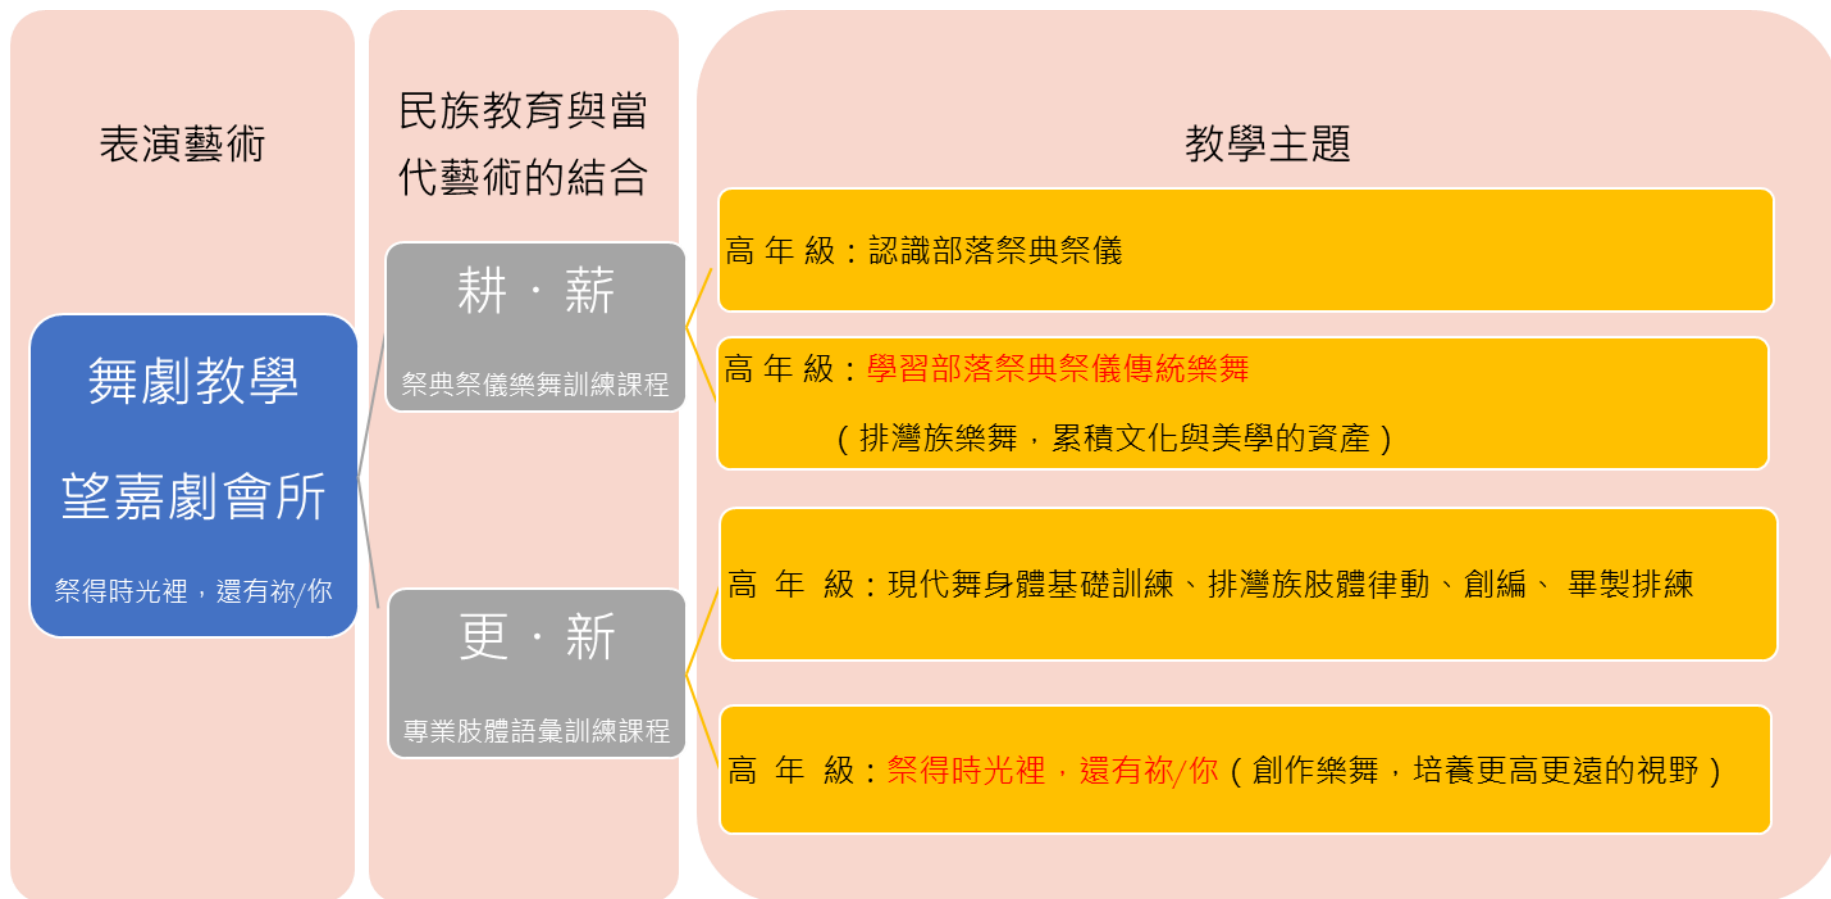 表演藝術
民族教育與當
代藝術的結合
教學主題
舞劇教學
望嘉劇會所
祭得時光裡，還有祢/你
耕．薪
祭典祭儀樂舞訓練課程
更．新
專業肢體語彙訓練課程
高 年 級：認識部落祭典祭儀
高 年 級：學習部落祭典祭儀傳統樂舞
（排灣族樂舞，累積文化與美學的資產）
高 年 級：現代舞身體基礎訓練、排灣族肢體律動、創編、 畢製排練
高 年 級：祭得時光裡，還有祢/你（創作樂舞，培養更高更遠的視野）